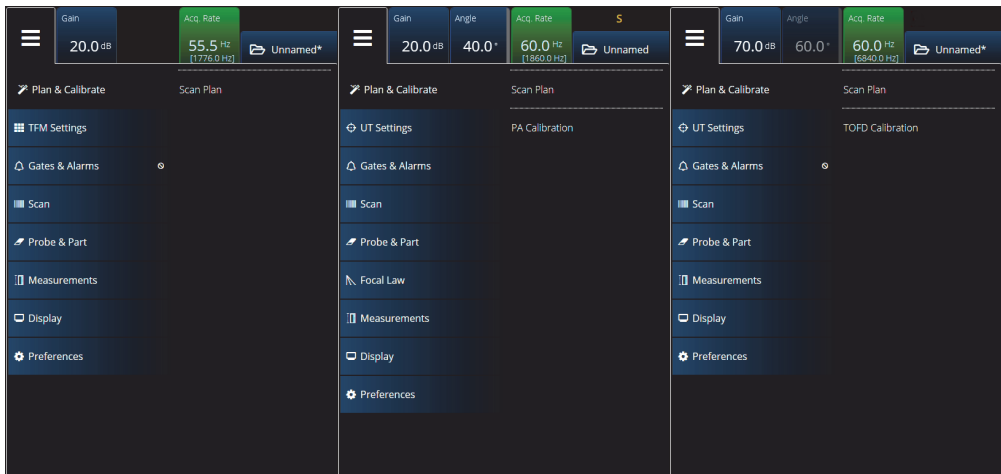 Gain
20.0 dB
Acq. Rate
55.5 Hz
[1776.0 Hz]
Unnamed*
Plan & Calibrate
Scan Plan
TFM Settings
Gates & Alarms
Scan
Probe & Part
Measurements
Display
Preferences
Gain
20.0 dB
Angle
40.0 °
Acq. Rate
60.0 Hz
[1860.0 Hz]
S
Unnamed
Plan & Calibrate
Scan Plan
UT Settings
PA Calibration
Gates & Alarms
Scan
Probe & Part
Focal Law
Measurements
Display
Preferences
Gain
70.0 dB
Angle
60.0 °
Acq. Rate
60.0 Hz
[6840.0 Hz]
Unnamed*
Plan & Calibrate
Scan Plan
UT Settings
TOFD Calibration
Gates & Alarms
Scan
Probe & Part
Measurements
Display
Preferences